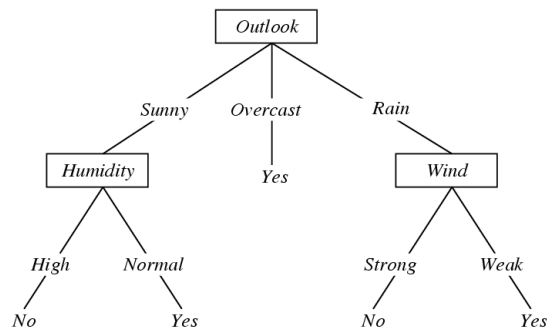 Outlook
Sunny Overcast Rain
Humidity Yes Wind
High Normal Strong Weak
No Yes No Yes